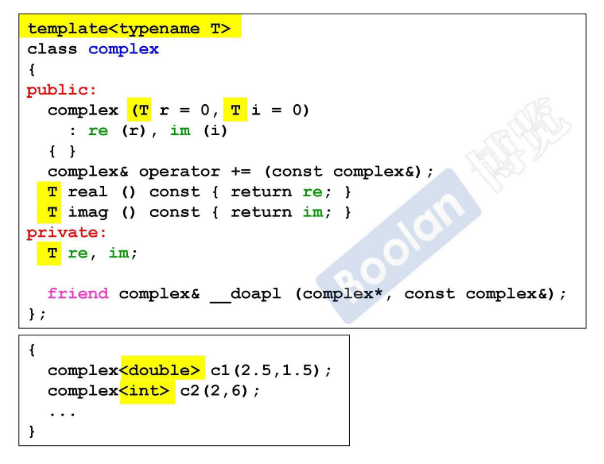 template<typename T>
class complex
{
public:
  complex (T r = 0, T i = 0)
    : re (r), im (i)
  { }
  complex& operator += (const complex&);
  T real () const { return re; }
  T imag () const { return im; }
private:
  T re, im;

  friend complex& __doapl (complex*, const complex&);
};
Boolan 博览
{
  complex<double> c1(2.5,1.5);
  complex<int> c2(2,6);
  ...
}